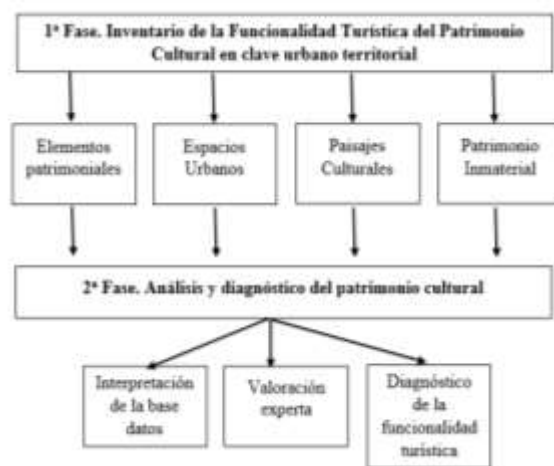 1ª Fase. Inventario de la Funcionalidad Turística del Patrimonio
Cultural en clave urbano territorial
Elementos
patrimoniales
Espacios
Urbanos
Paisajes
Culturales
Patrimonio
Inmaterial
2ª Fase. Análisis y diagnóstico del patrimonio cultural
Interpretación
de la base
datos
Valoración
experta
Diagnóstico
de la
funcionalidad
turística